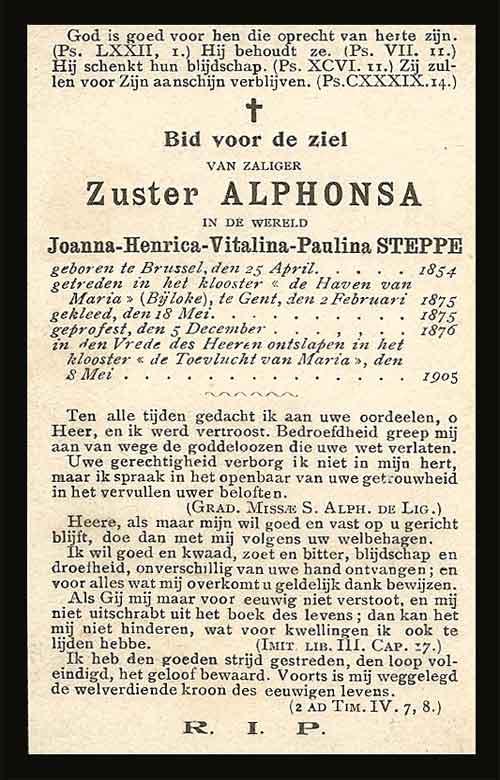 God is goed voor hen die oprecht van herte zijn.
(Ps. LXXII, 1.) Hij behoudt ze. (Ps. VII. 11.)
Hij schenkt hun blijdschap. (Ps. XCVI. 11.) Zij zul-
len voor Zijn aanschijn verblijven. (Ps.CXXXIX.14.)
✝
Bid voor de ziel
VAN ZALIGER
Zuster ALPHONSA
IN DE WERELD
Joanna-Henrica-Vitalina-Paulina STEPPE
geboren te Brussel, den 25 April. . . . . 1854
getreden in het klooster « de Haven van
Maria » (Bijloke), te Gent, den 2 Februari 1875
gekleed, den 18 Mei. . . . . . . . . . 1875
geprofest, den 5 December . . . , . . . 1876
in den Vrede des Heeren ontslapen in het
klooster « de Toevlucht van Maria », den
8 Mei . . . . . . . . . . . . . . . 1905
Ten alle tijden gedacht ik aan uwe oordeelen, o
Heer, en ik werd vertroost. Bedroefdheid greep mij
aan van wege de goddeloozen die uwe wet verlaten.
Uwe gerechtigheid verborg ik niet in mijn hert,
maar ik spraak in het openbaar van uwe getrouwheid
in het vervullen uwer beloften.
(GRAD. MISSÆ S. ALPH. DE LIG.)
Heere, als maar mijn wil goed en vast op u gericht
blijft, doe dan met mij volgens uw welbehagen.
Ik wil goed en kwaad, zoet en bitter, blijdschap en
droefheid, onverschillig van uwe hand ontvangen ; en
voor alles wat mij overkomt u geldelijk dank bewijzen.
Als Gij mij maar voor eeuwig niet verstoot, en mij
niet uitschrabt uit het boek des levens ; dan kan het
mij niet hinderen, wat voor kwellingen ik ook te
lijden hebbe. (IMIT. LIB. III. CAP. 17.)
Ik heb den goeden strijd gestreden, den loop vol-
eindigd, het geloof bewaard. Voorts is mij weggelegd
de welverdiende kroon des eeuwigen levens.
(2 AD TIM. IV. 7, 8.)
R. I. P.